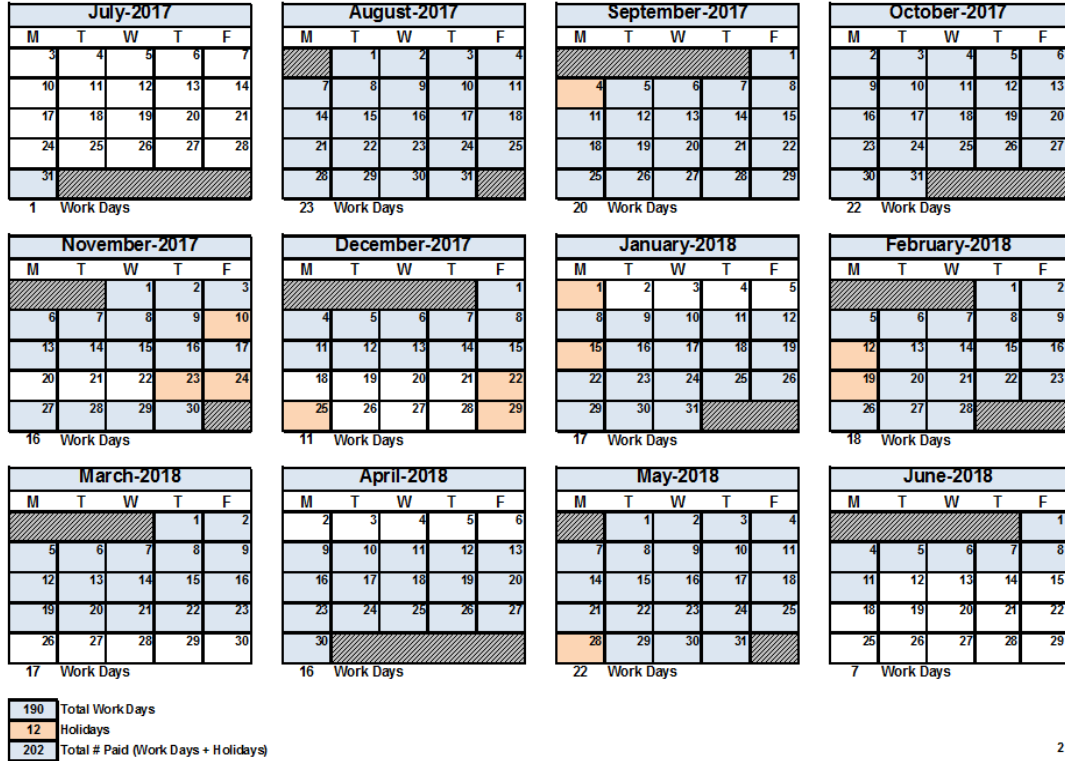 July-2017 August-2017 September-2017 October-2017
M T W T F M T W T F M T W T F M T W T F
3 4 5 6 7 1 2 3 4 1 2 3 4 5 6
10 11 12 13 14 7 8 9 10 11 4 5 6 7 8 9 10 11 12 13
17 18 19 20 21 14 15 16 17 18 11 12 13 14 15 16 17 18 19 20
24 25 26 27 28 21 22 23 24 25 18 19 20 21 22 23 24 25 26 27
31 28 29 30 31 25 26 27 28 29 30 31
1 Work Days 23 Work Days 20 Work Days 22 Work Days
November-2017 December-2017 January-2018 February-2018
M T W T F M T W T F M T W T F M T W T F
1 2 3 1 1 2 3 4 5 1 2
6 7 8 9 10 4 5 6 7 8 8 9 10 11 12 5 6 7 8 9
13 14 15 16 17 11 12 13 14 15 15 16 17 18 19 12 13 14 15 16
20 21 22 23 24 18 19 20 21 22 22 23 24 25 26 19 20 21 22 23
27 28 29 30 25 26 27 28 29 29 30 31 26 27 28
16 Work Days 11 Work Days 17 Work Days 18 Work Days
March-2018 April-2018 May-2018 June-2018
M T W T F M T W T F M T W T F M T W T F
1 2 2 3 4 5 6 1 2 3 4 1
5 6 7 8 9 9 10 11 12 13 7 8 9 10 11 4 5 6 7 8
12 13 14 15 16 16 17 18 19 20 14 15 16 17 18 11 12 13 14 15
19 20 21 22 23 23 24 25 26 27 21 22 23 24 25 18 19 20 21 22
26 27 28 29 30 30 28 29 30 31 25 26 27 28 29
17 Work Days 16 Work Days 22 Work Days 7 Work Days
190 Total Work Days
12 Holidays
202 Total # Paid (Work Days + Holidays)
2